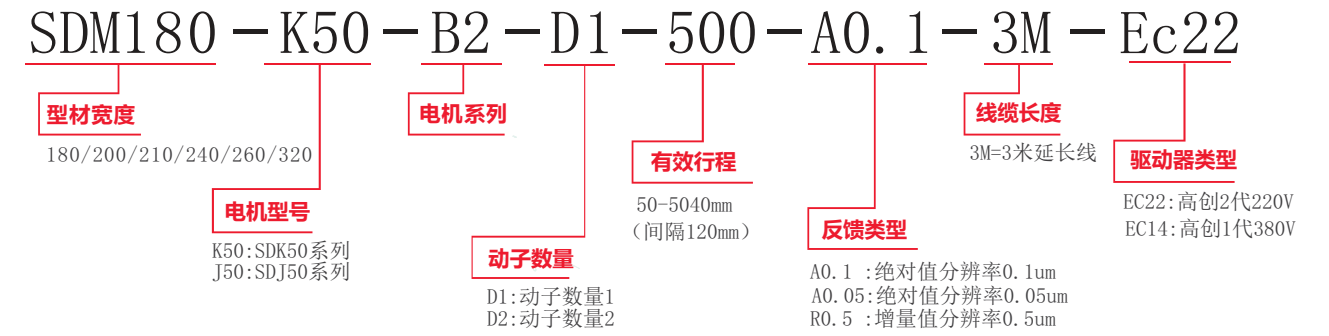 SDM180-K50-B2-D1-500-A0.1-3M-Ec22
型材宽度
180/200/210/240/260/320
电机型号
K50:SDK50系列
J50:SDJ50系列
电机系列
动子数量
D1:动子数量1
D2:动子数量2
有效行程
50-5040mm
(间隔120mm)
反馈类型
A0.1 :绝对值分辨率0.1um
A0.05:绝对值分辨率0.05um
R0.5 :增量值分辨率0.5um
线缆长度
3M=3米延长线
驱动器类型
EC22:高创2代220V
EC14:高创1代380V